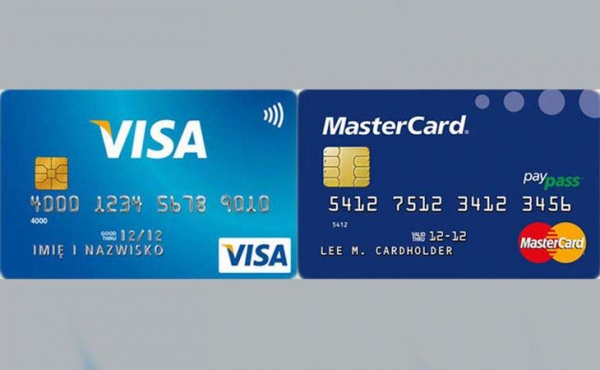 VISA
4000 1234 5678 9010
4000
GOOD THRU 12/12
IMIĘ I NAZWISKO
VISA
MasterCard
paypass
5412 7512 3412 3456
5412
VALID THRU 12-12
LEE M. CARDHOLDER
MasterCard